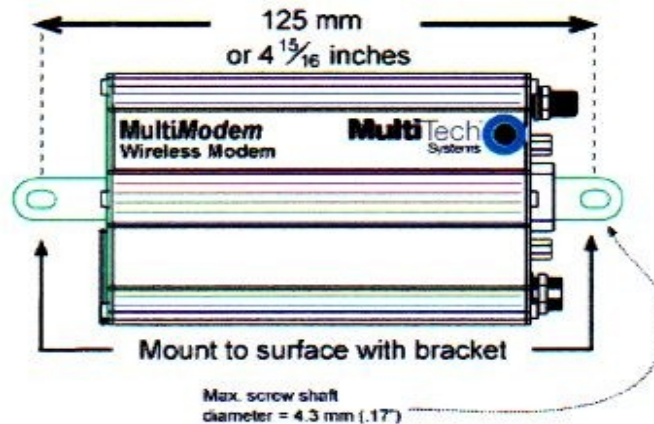 125 mm
or 4 15/16 inches
MultiModem
Wireless Modem
MultiTech
Systems
Mount to surface with bracket
Max. screw shaft
diameter = 4.3 mm (.17")